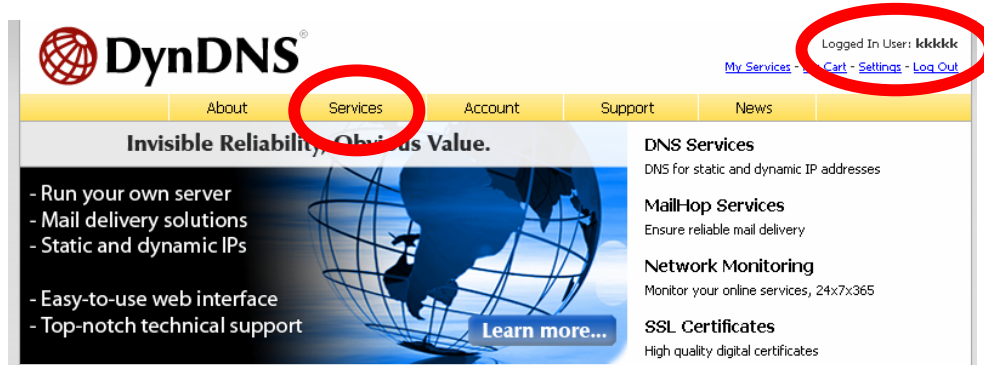 DynDNS®
Logged In User: kkkkk
My Services - Cart - Settings - Log Out
About Services Account Support News
Invisible Reliability, Obvious Value.
- Run your own server
- Mail delivery solutions
- Static and dynamic IPs
- Easy-to-use web interface
- Top-notch technical support
Learn more...
DNS Services
DNS for static and dynamic IP addresses
MailHop Services
Ensure reliable mail delivery
Network Monitoring
Monitor your online services, 24x7x365
SSL Certificates
High quality digital certificates